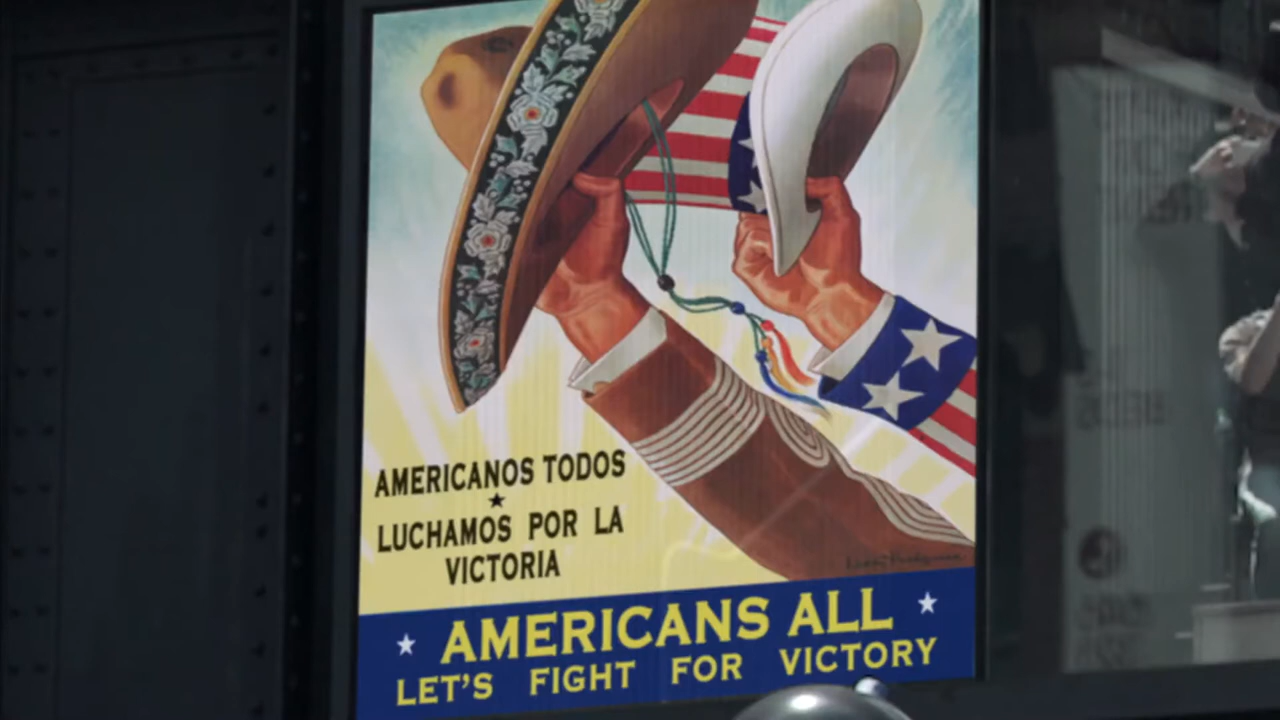 AMERICANOS TODOS
LUCHAMOS POR LA
VICTORIA
AMERICANS ALL
LET'S FIGHT FOR VICTORY